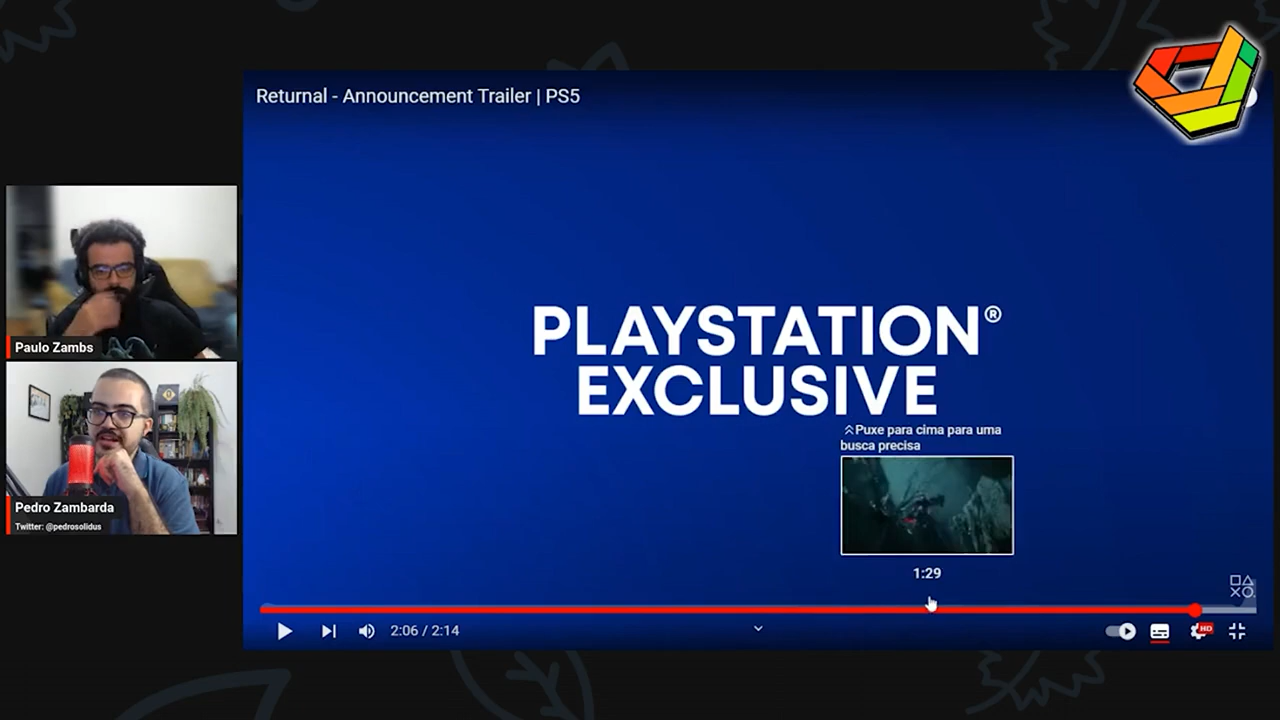 Returnal - Announcement Trailer | PS5
PLAYSTATION®
EXCLUSIVE
Puxe para cima para uma
busca precisa
1:29
2:06 / 2:14
HD
Paulo Zambs
Pedro Zambarda
Twitter: @pedrosolidus